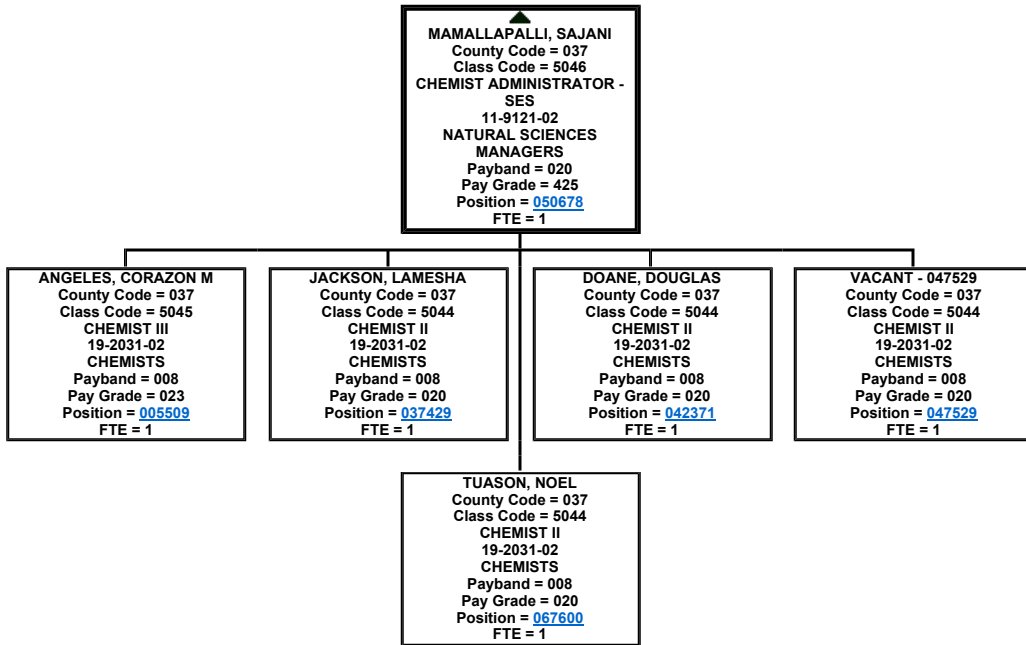 MAMALLAPALLI, SAJANI
County Code = 037
Class Code = 5046
CHEMIST ADMINISTRATOR -
SES
11-9121-02
NATURAL SCIENCES
MANAGERS
Payband = 020
Pay Grade = 425
Position = 050678
FTE = 1
ANGELES, CORAZON M
County Code = 037
Class Code = 5045
CHEMIST III
19-2031-02
CHEMISTS
Payband = 008
Pay Grade = 023
Position = 005509
FTE = 1
JACKSON, LAMESHA
County Code = 037
Class Code = 5044
CHEMIST II
19-2031-02
CHEMISTS
Payband = 008
Pay Grade = 020
Position = 037429
FTE = 1
DOANE, DOUGLAS
County Code = 037
Class Code = 5044
CHEMIST II
19-2031-02
CHEMISTS
Payband = 008
Pay Grade = 020
Position = 042371
FTE = 1
VACANT - 047529
County Code = 037
Class Code = 5044
CHEMIST II
19-2031-02
CHEMISTS
Payband = 008
Pay Grade = 020
Position = 047529
FTE = 1
TUASON, NOEL
County Code = 037
Class Code = 5044
CHEMIST II
19-2031-02
CHEMISTS
Payband = 008
Pay Grade = 020
Position = 067600
FTE = 1